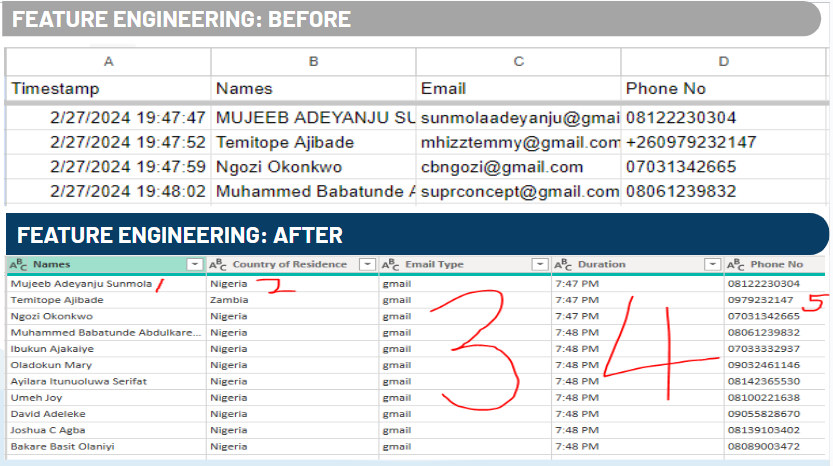 FEATURE ENGINEERING: BEFORE
A B C D
Timestamp Names Email Phone No
2/27/2024 19:47:47 MUJEEB ADEYANJU SU sunmolaadeyanju@gmai 08122230304
2/27/2024 19:47:52 Temitope Ajibade mhizztemmy@gmail.com +260979232147
2/27/2024 19:47:59 Ngozi Okonkwo cbngozi@gmail.com 07031342665
2/27/2024 19:48:02 Muhammed Babatunde A suprconcept@gmail.com 08061239832
FEATURE ENGINEERING: AFTER
ABC Names ABC Country of Residence ABC Email Type ABC Duration ABC Phone No
Mujeeb Adeyanju Sunmola 1 Nigeria 2 gmail 7:47 PM 08122230304
Temitope Ajibade Zambia gmail 7:47 PM 0979232147 5
Ngozi Okonkwo Nigeria gmail 3 7:47 PM 4 07031342665
Muhammed Babatunde Abdulkare... Nigeria gmail 7:48 PM 08061239832
Ibukun Ajakaiye Nigeria gmail 7:48 PM 07033332937
Oladokun Mary Nigeria gmail 7:48 PM 09032461146
Ayilara Itunuoluwa Serifat Nigeria gmail 7:48 PM 08142365530
Umeh Joy Nigeria gmail 7:48 PM 08100221638
David Adeleke Nigeria gmail 7:48 PM 09055828670
Joshua C Agba Nigeria gmail 7:48 PM 08139103402
Bakare Basit Olaniyi Nigeria gmail 7:48 PM 08089003472